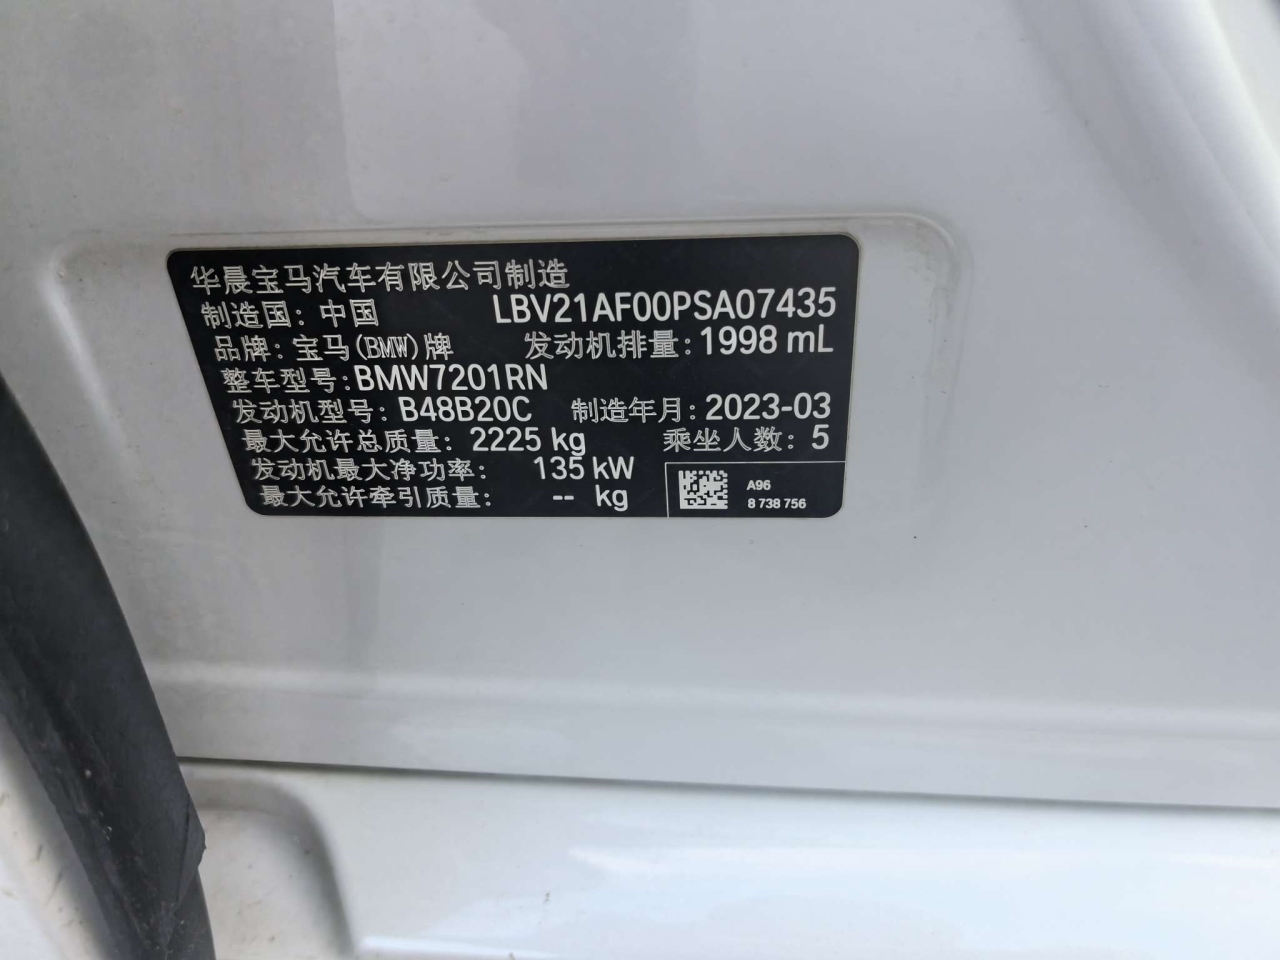 华晨宝马汽车有限公司制造
制造国: 中国 LBV21AF00PSA07435
品牌: 宝马(BMW)牌 发动机排量: 1998 mL
整车型号: BMW7201RN
发动机型号: B48B20C 制造年月: 2023-03
最大允许总质量: 2225 kg 乘坐人数: 5
发动机最大净功率: 135 kW
最大允许牵引质量: -- kg
A96
8 738 756